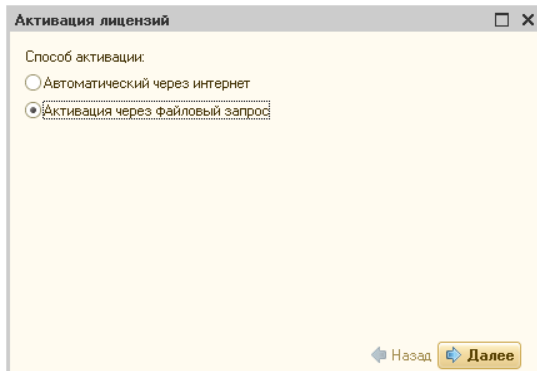 Активация лицензий
Способ активации:
Автоматический через интернет
Активация через файловый запрос
Назад Далее